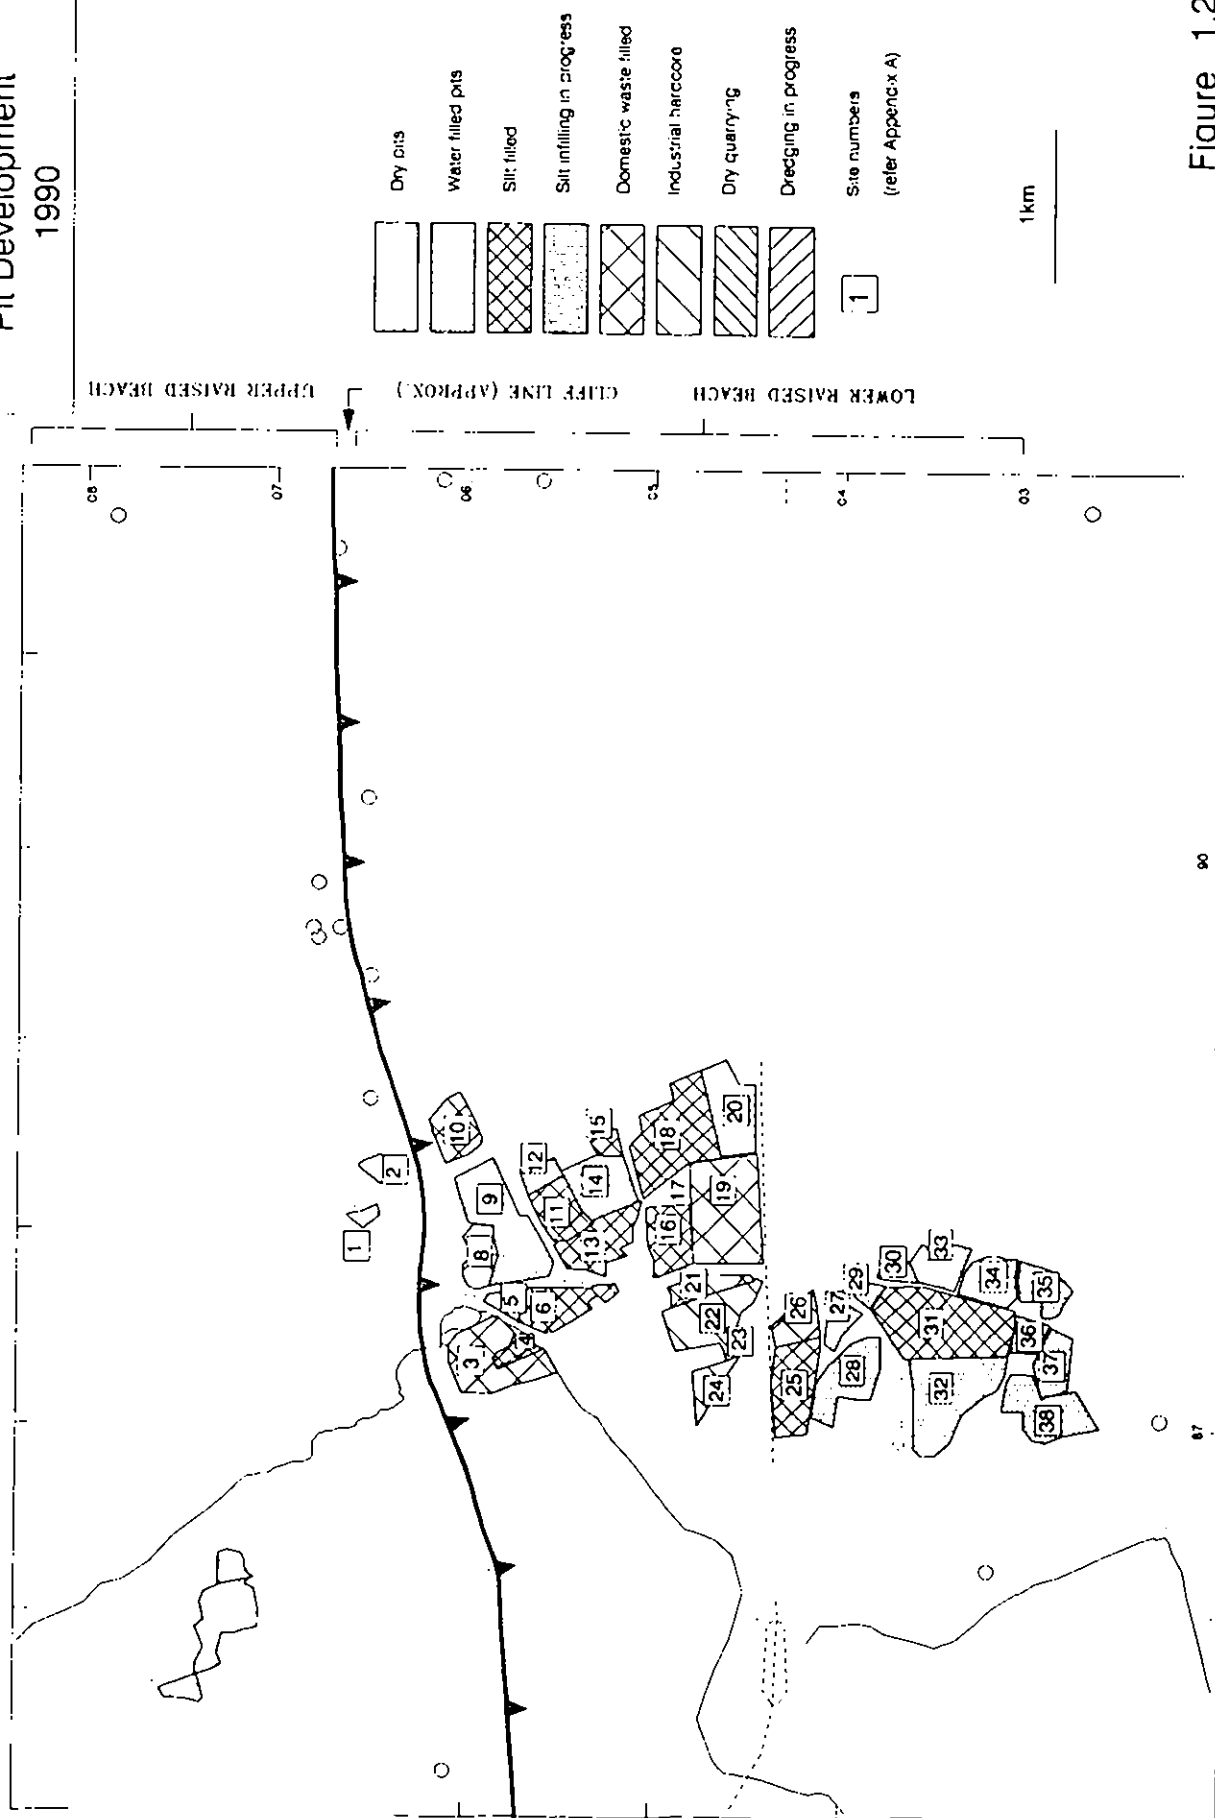 Pit Development
1990
Dry pits
Water filled pits
Silt filled
Silt infilling in progress
Domestic waste filled
Industrial hardcore
Dry quarrying
Dredging in progress
1
Site numbers
(refer Appendix A)
1km
UPPER RAISED BEACH
CLIFF LINE (APPROX.)
LOWER RAISED BEACH
08
07
06
05
04
03
90
87
1
2
3
4
5
6
8
9
10
11
12
13
14
15
16
17
18
19
20
21
22
23
24
25
26
27
28
29
30
31
32
33
34
35
36
37
38
Figure 1.2